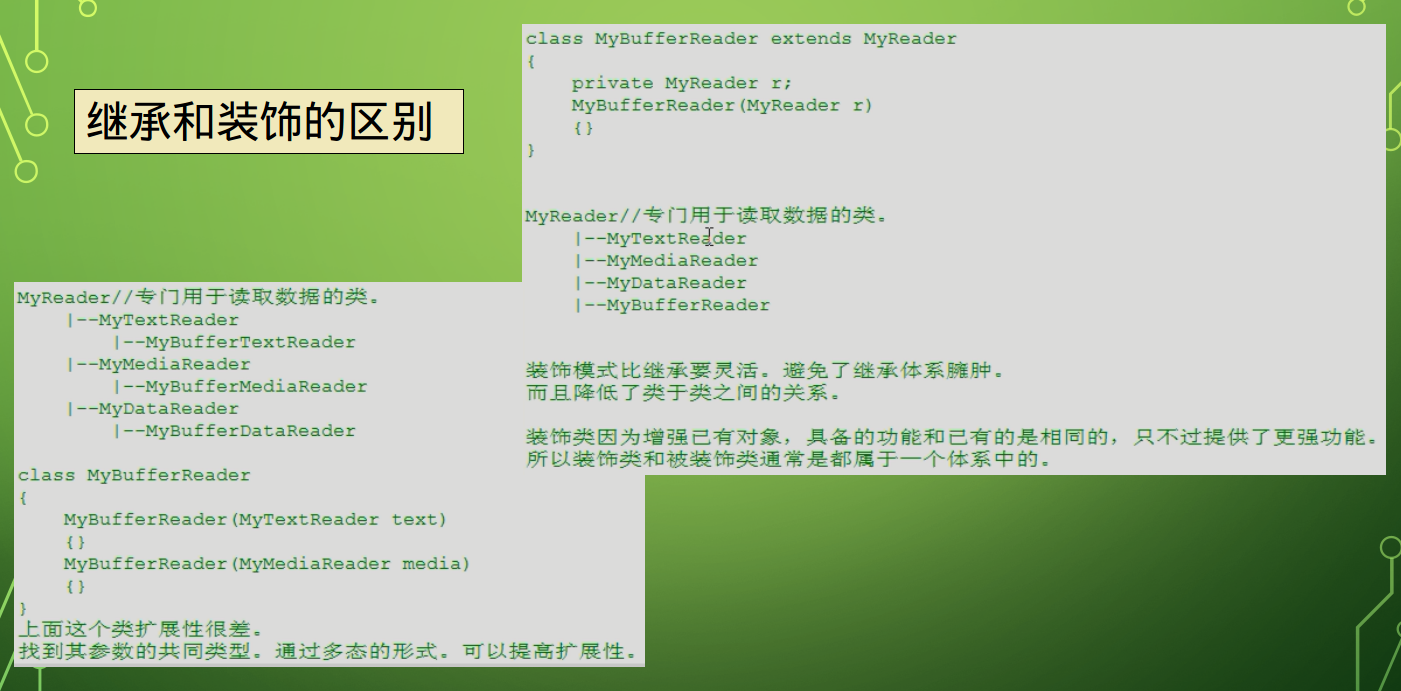 继承和装饰的区别
MyReader//专门用于读取数据的类。
    |--MyTextReader
        |--MyBufferTextReader
    |--MyMediaReader
        |--MyBufferMediaReader
    |--MyDataReader
        |--MyBufferDataReader
class MyBufferReader
{
    MyBufferReader(MyTextReader text)
    {}
    MyBufferReader(MyMediaReader media)
    {}
}
上面这个类扩展性很差。
找到其参数的共同类型。通过多态的形式。可以提高扩展性。
class MyBufferReader extends MyReader
{
    private MyReader r;
    MyBufferReader(MyReader r)
    {}
}
MyReader//专门用于读取数据的类。
    |--MyTextReader
    |--MyMediaReader
    |--MyDataReader
    |--MyBufferReader
装饰模式比继承要灵活。避免了继承体系臃肿。
而且降低了类于类之间的关系。
装饰类因为增强已有对象，具备的功能和已有的是相同的，只不过提供了更强功能。
所以装饰类和被装饰类通常是都属于一个体系中的。